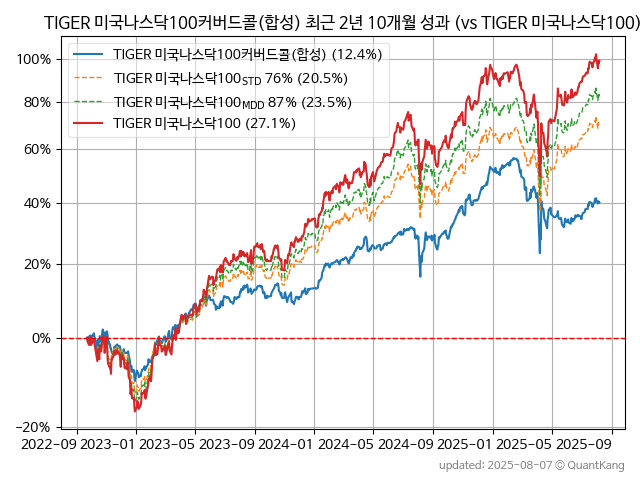 TIGER 미국나스닥100커버드콜(합성) 최근 2년 10개월 성과 (vs TIGER 미국나스닥100)
TIGER 미국나스닥100커버드콜(합성) (12.4%)
TIGER 미국나스닥100STD 76% (20.5%)
TIGER 미국나스닥100MDD 87% (23.5%)
TIGER 미국나스닥100 (27.1%)
100%
80%
60%
40%
20%
0%
−20%
2022-09 2023-01 2023-05 2023-09 2024-01 2024-05 2024-09 2025-01 2025-05 2025-09
updated: 2025-08-07 © QuantKang